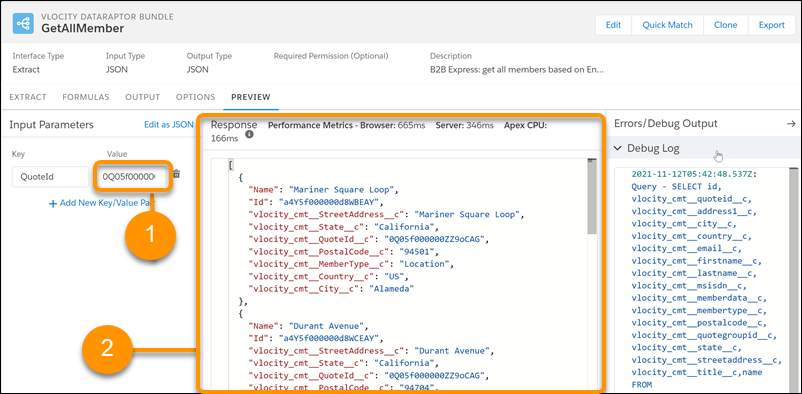 VLOCITY DATARAPTOR BUNDLE
GetAllMember
Edit
Quick Match
Clone
Export
Interface Type
Input Type
Output Type
Required Permission (Optional)
Description
Extract
JSON
JSON
B2B Express: get all members based on En...
EXTRACT
FORMULAS
OUTPUT
OPTIONS
PREVIEW
Input Parameters
Edit as JSON
Key
Value
QuoteId
0Q05f00000
+ Add New Key/Value Pai
1
2
Response
Performance Metrics - Browser: 665ms Server: 346ms Apex CPU:
166ms
[
{
"Name": "Mariner Square Loop",
"Id": "a4Y5f000000d8WBEAY",
"vlocity_cmt__StreetAddress__c": "Mariner Square Loop",
"vlocity_cmt__State__c": "California",
"vlocity_cmt__QuoteId__c": "0Q05f000000ZZ9oCAG",
"vlocity_cmt__PostalCode__c": "94501",
"vlocity_cmt__MemberType__c": "Location",
"vlocity_cmt__Country__c": "US",
"vlocity_cmt__City__c": "Alameda"
},
{
"Name": "Durant Avenue",
"Id": "a4Y5f000000d8WCEAY",
"vlocity_cmt__StreetAddress__c": "Durant Avenue",
"vlocity_cmt__State__c": "California",
"vlocity_cmt__QuoteId__c": "0Q05f000000ZZ9oCAG",
"vlocity_cmt__PostalCode__c": "94704",
Errors/Debug Output
Debug Log
2021-11-12T05:42:48.537Z:
Query - SELECT id,
vlocity_cmt__quoteid__c,
vlocity_cmt__address1__c,
vlocity_cmt__city__c,
vlocity_cmt__country__c,
vlocity_cmt__email__c,
vlocity_cmt__firstname__c,
vlocity_cmt__lastname__c,
vlocity_cmt__msisdn__c,
vlocity_cmt__memberdata__c,
vlocity_cmt__membertype__c,
vlocity_cmt__postalcode__c,
vlocity_cmt__quotegroupid__c,
vlocity_cmt__state__c,
vlocity_cmt__streetaddress__c,
vlocity_cmt__title__c,name
FROM